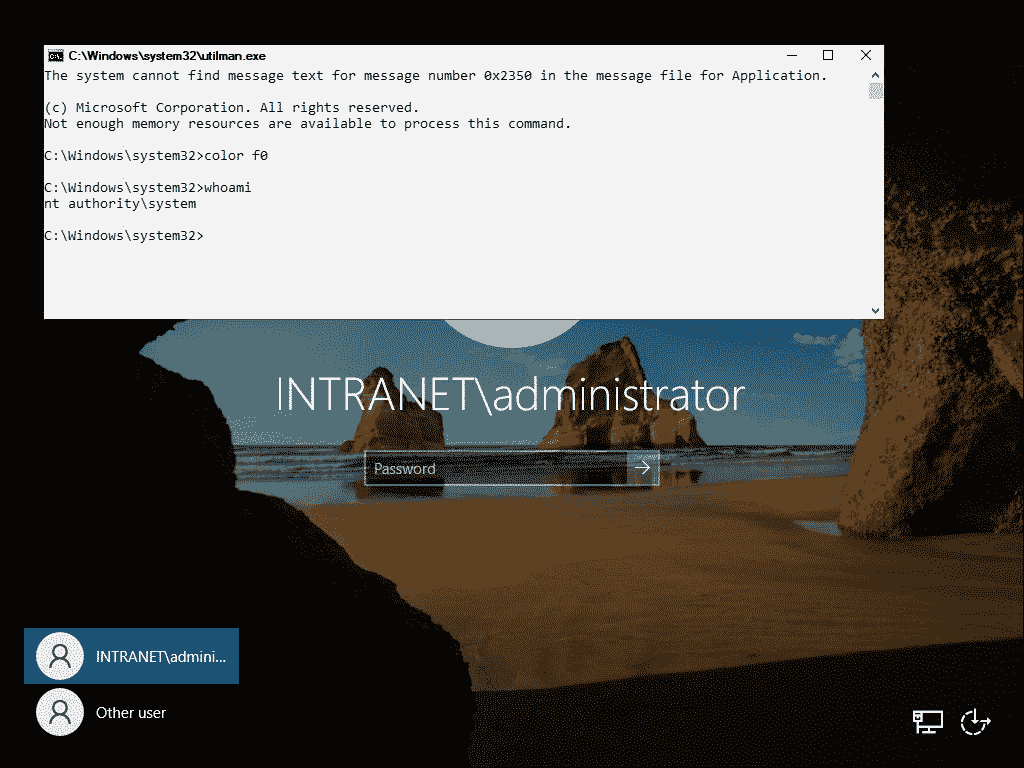 C:\Windows\system32\utilman.exe
The system cannot find message text for message number 0x2350 in the message file for Application.
(c) Microsoft Corporation. All rights reserved.
Not enough memory resources are available to process this command.
C:\Windows\system32>color f0
C:\Windows\system32>whoami
nt authority\system
C:\Windows\system32>
INTRANET\administrator
Password
INTRANET\admini...
Other user